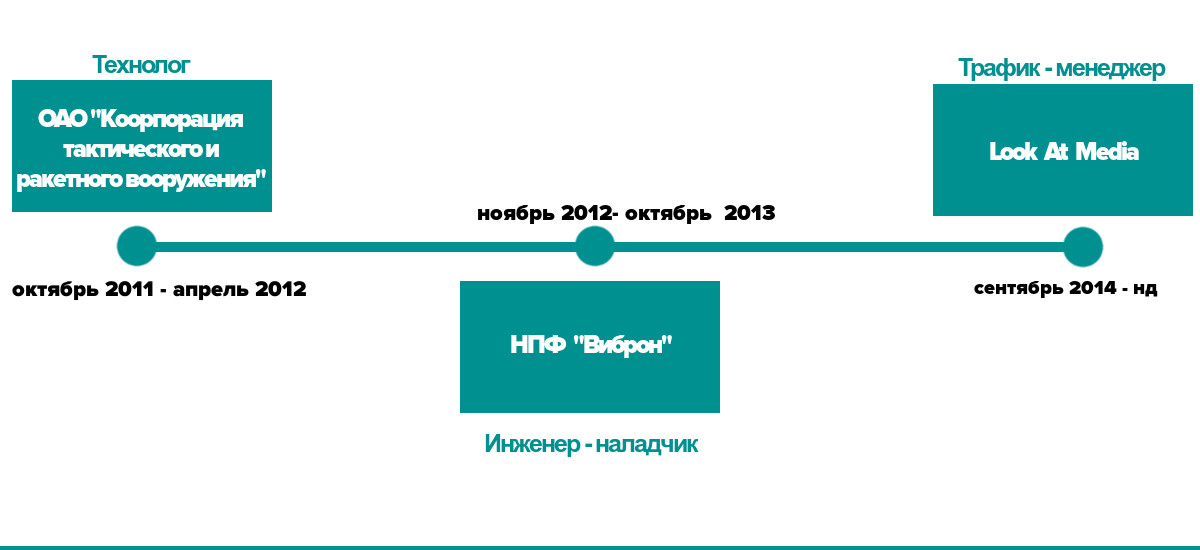 Технолог
ОАО "Коорпорация
тактического и
ракетного вооружения"
октябрь 2011 - апрель 2012
ноябрь 2012- октябрь 2013
НПФ "Виброн"
Инженер - наладчик
Трафик - менеджер
Look At Media
сентябрь 2014 - нд